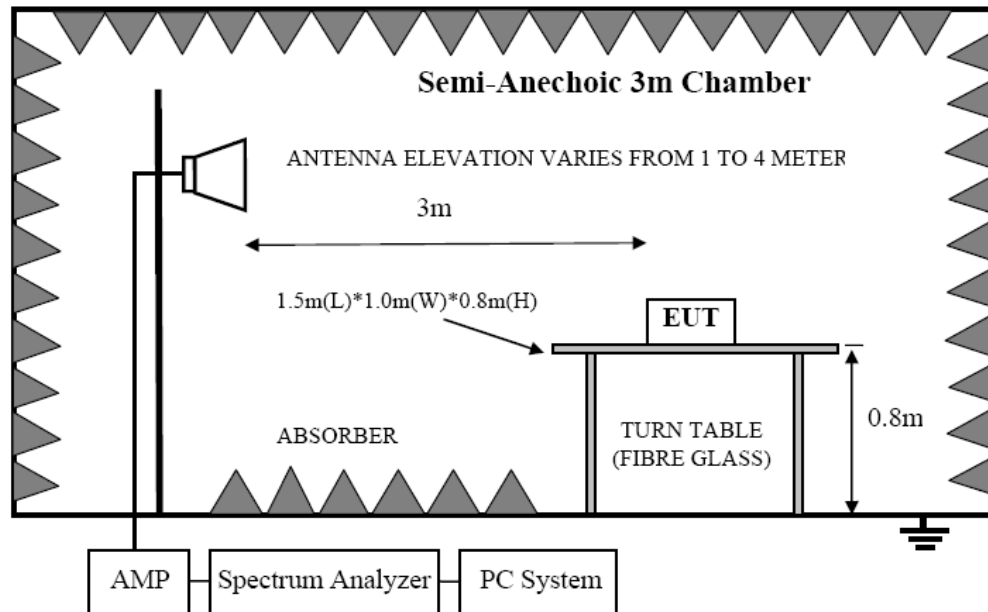 Semi-Anechoic 3m Chamber
ANTENNA ELEVATION VARIES FROM 1 TO 4 METER
3m
1.5m(L)*1.0m(W)*0.8m(H)
EUT
0.8m
ABSORBER
TURN TABLE
(FIBRE GLASS)
AMP
Spectrum Analyzer
PC System